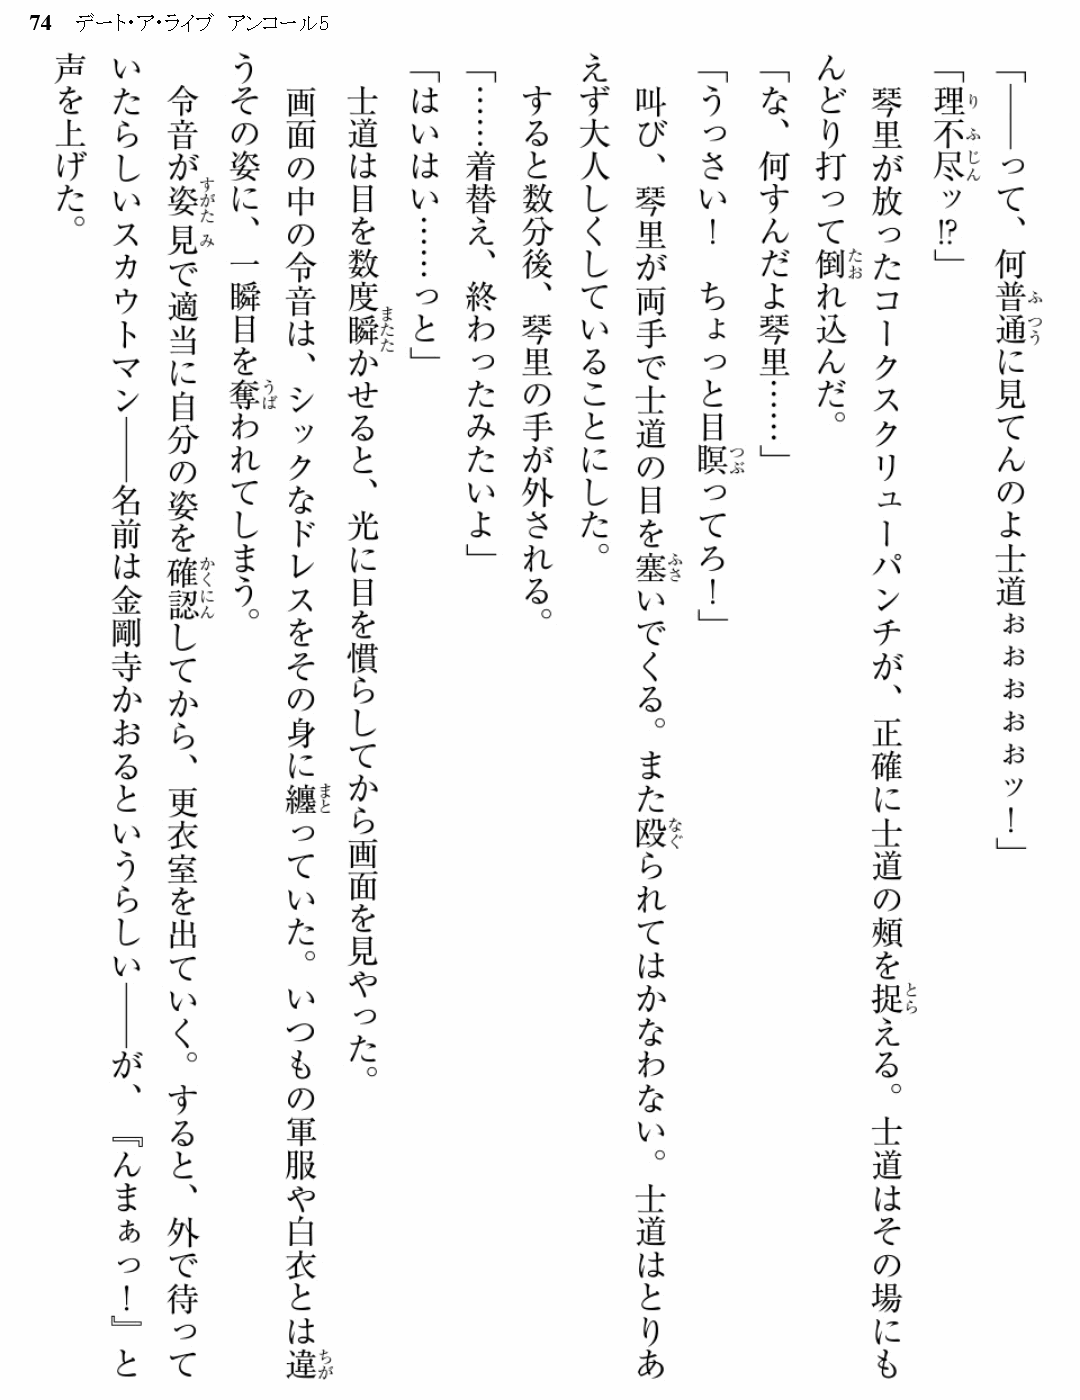 74 デート・ア・ライブ アンコール5
「――って、何普通に見てんのよ士道ぉぉぉぉぉッ！」
「理不尽ッ!?」
琴里が放ったコークスクリューパンチが、正確に士道の頰を捉える。士道はその場にも
んどり打って倒れ込んだ。
「な、何すんだよ琴里……」
「うっさい！　ちょっと目瞑ってろ！」
叫び、琴里が両手で士道の目を塞いでくる。また殴られてはかなわない。士道はとりあ
えず大人しくしていることにした。
すると数分後、琴里の手が外される。
「……着替え、終わったみたいよ」
「はいはい……っと」
士道は目を数度瞬かせると、光に目を慣らしてから画面を見やった。
画面の中の令音は、シックなドレスをその身に纏っていた。いつもの軍服や白衣とは違
うその姿に、一瞬目を奪われてしまう。
令音が姿見で適当に自分の姿を確認してから、更衣室を出ていく。すると、外で待って
いたらしいスカウトマン――名前は金剛寺かおるというらしい――が、『んまぁっ！』と
声を上げた。